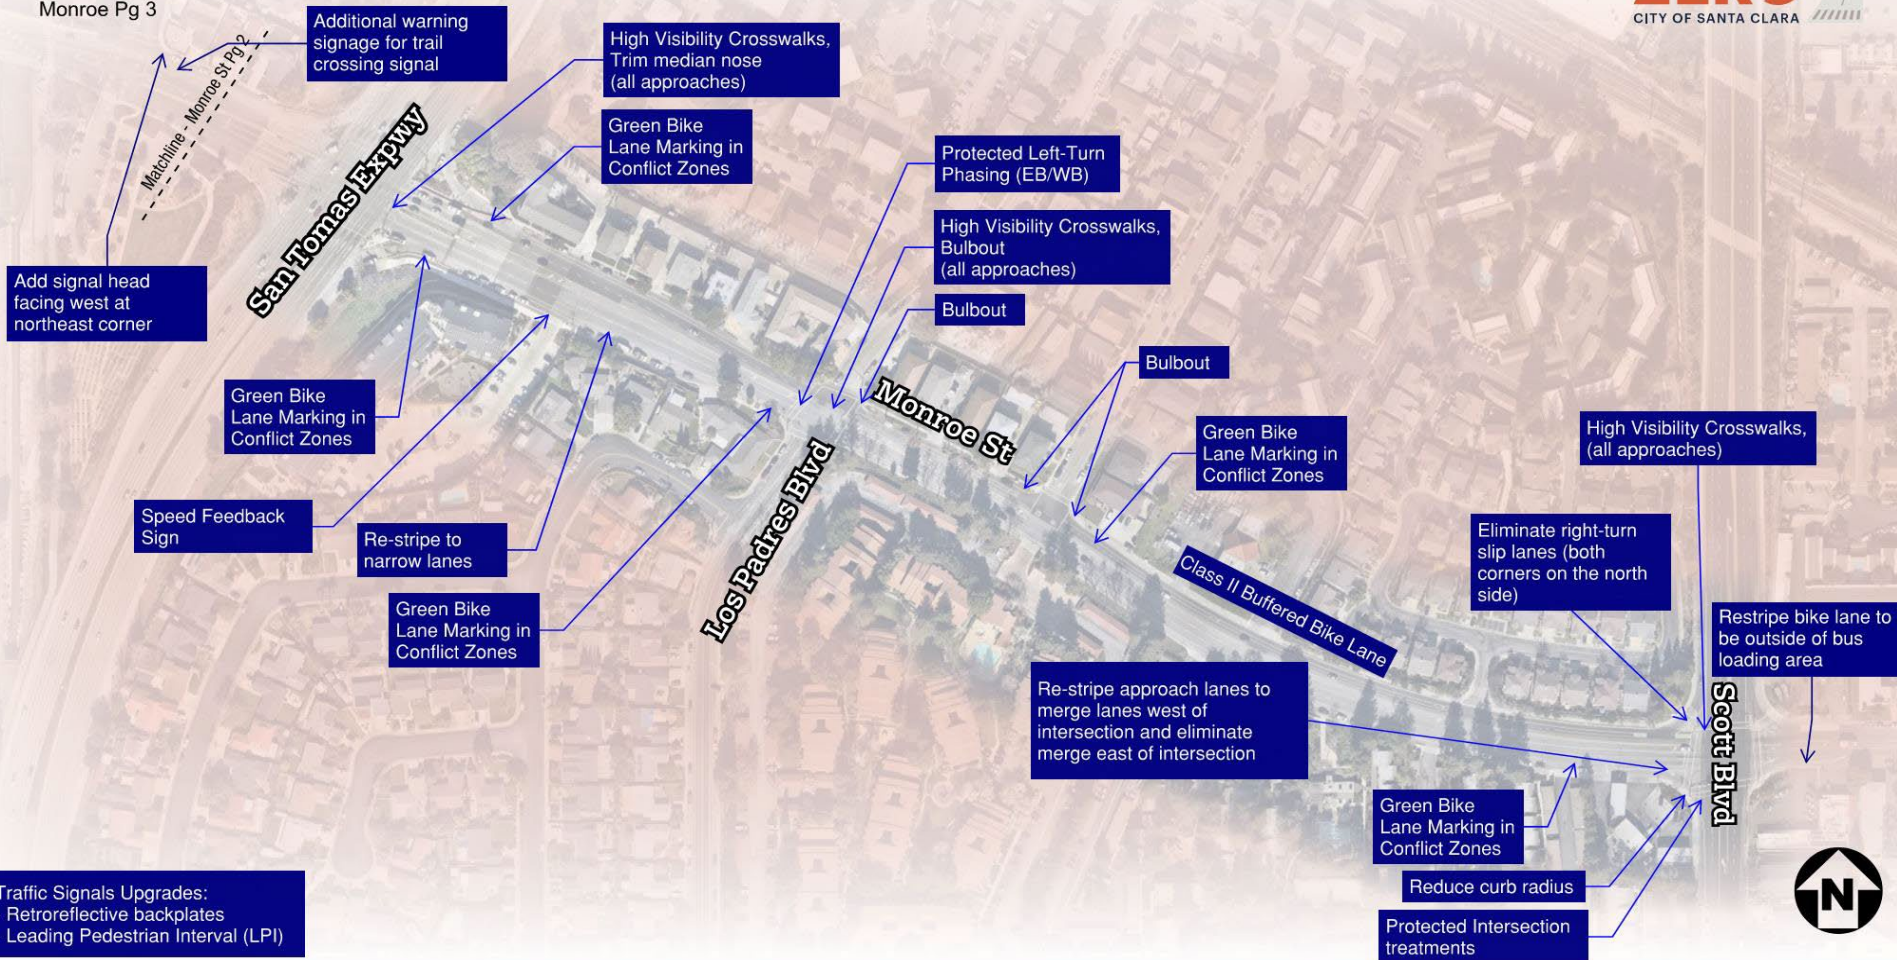 Monroe Pg 3
CITY OF SANTA CLARA
Additional warning
signage for trail
crossing signal
Matchline - Monroe St Pg 2
High Visibility Crosswalks,
Trim median nose
(all approaches)
Green Bike
Lane Marking in
Conflict Zones
San Tomas Expwy
Protected Left-Turn
Phasing (EB/WB)
High Visibility Crosswalks,
Bulbout
(all approaches)
Bulbout
Add signal head
facing west at
northeast corner
Bulbout
Monroe St
Green Bike
Lane Marking in
Conflict Zones
Green Bike
Lane Marking in
Conflict Zones
High Visibility Crosswalks,
(all approaches)
Speed Feedback
Sign
Re-stripe to
narrow lanes
Los Padres Blvd
Green Bike
Lane Marking in
Conflict Zones
Class II Buffered Bike Lane
Eliminate right-turn
slip lanes (both
corners on the north
side)
Restripe bike lane to
be outside of bus
loading area
Re-stripe approach lanes to
merge lanes west of
intersection and eliminate
merge east of intersection
Scott Blvd
Green Bike
Lane Marking in
Conflict Zones
Reduce curb radius
Protected Intersection
treatments
N
Traffic Signals Upgrades:
Retroreflective backplates
Leading Pedestrian Interval (LPI)